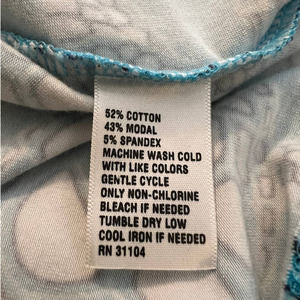 52% COTTON
43% MODAL
5% SPANDEX
MACHINE WASH COLD
WITH LIKE COLORS
GENTLE CYCLE
ONLY NON-CHLORINE
BLEACH IF NEEDED
TUMBLE DRY LOW
COOL IRON IF NEEDED
RN 31104